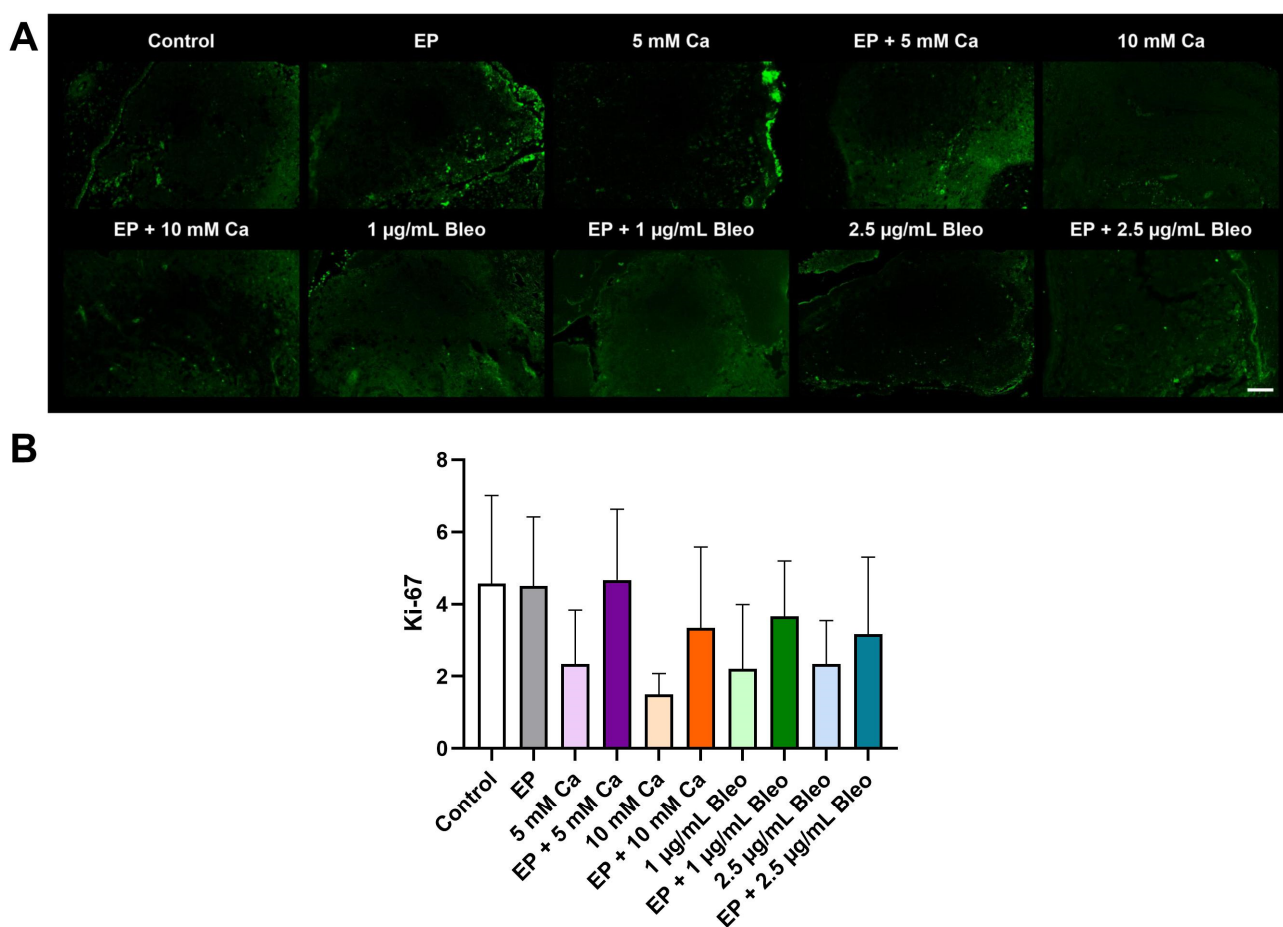 A
Control EP 5 mM Ca EP + 5 mM Ca 10 mM Ca
EP + 10 mM Ca 1 µg/mL Bleo EP + 1 µg/mL Bleo 2.5 µg/mL Bleo EP + 2.5 µg/mL Bleo
B
8
6
4
2
0
Ki-67
Control
EP
5 mM Ca
EP + 5 mM Ca
10 mM Ca
EP + 10 mM Ca
1 µg/mL Bleo
EP + 1 µg/mL Bleo
2.5 µg/mL Bleo
EP + 2.5 µg/mL Bleo